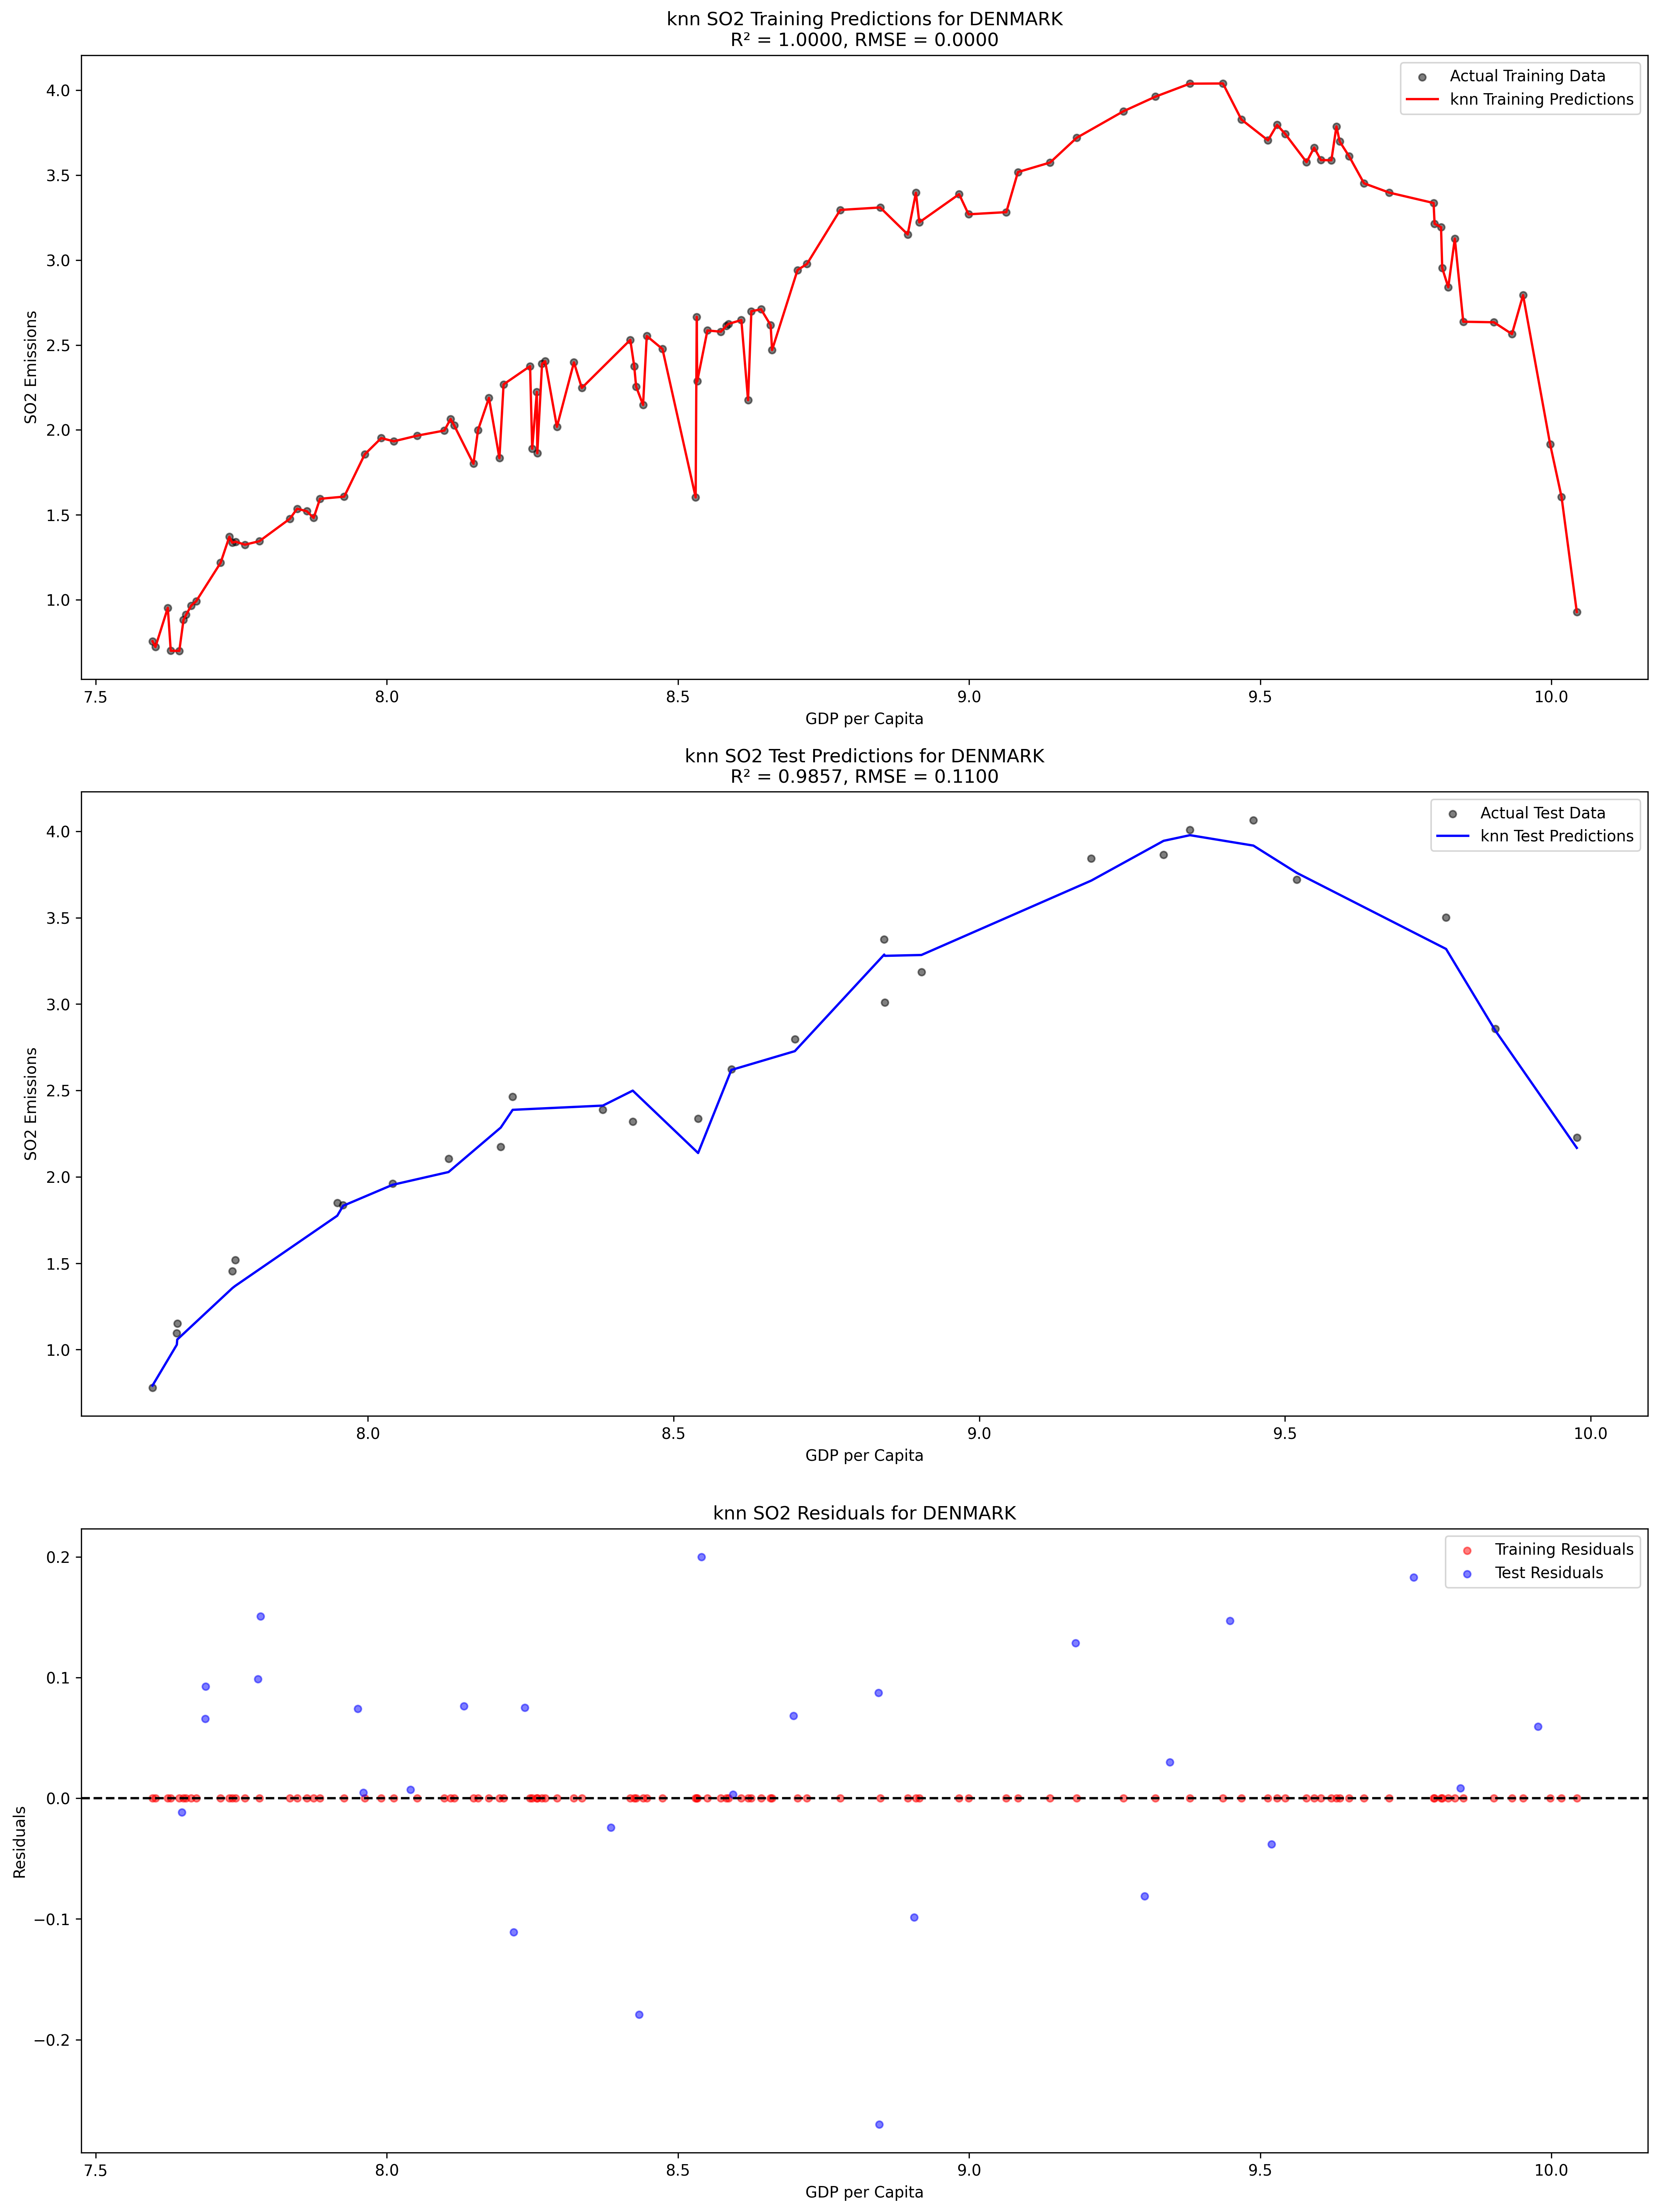 knn SO2 Training Predictions for DENMARK
R² = 1.0000, RMSE = 0.0000
Actual Training Data
knn Training Predictions
SO2 Emissions
4.0
3.5
3.0
2.5
2.0
1.5
1.0
7.5 8.0 8.5 9.0 9.5 10.0
GDP per Capita
knn SO2 Test Predictions for DENMARK
R² = 0.9857, RMSE = 0.1100
Actual Test Data
knn Test Predictions
SO2 Emissions
4.0
3.5
3.0
2.5
2.0
1.5
1.0
8.0 8.5 9.0 9.5 10.0
GDP per Capita
knn SO2 Residuals for DENMARK
Training Residuals
Test Residuals
Residuals
0.2
0.1
0.0
−0.1
−0.2
7.5 8.0 8.5 9.0 9.5 10.0
GDP per Capita